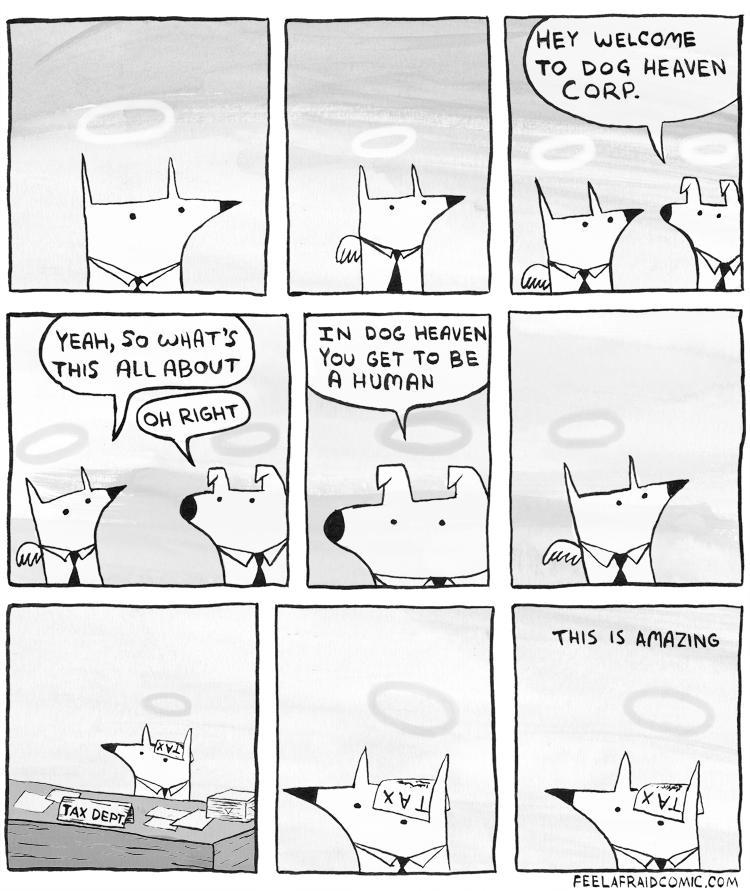 HEY WELCOME
TO DOG HEAVEN
CORP.
YEAH, SO WHAT'S
THIS ALL ABOUT
OH RIGHT
IN DOG HEAVEN
YOU GET TO BE
A HUMAN
TAX
TAX DEPT
TAX
THIS IS AMAZING
TAX
FEELAFRAIDCOMIC.COM